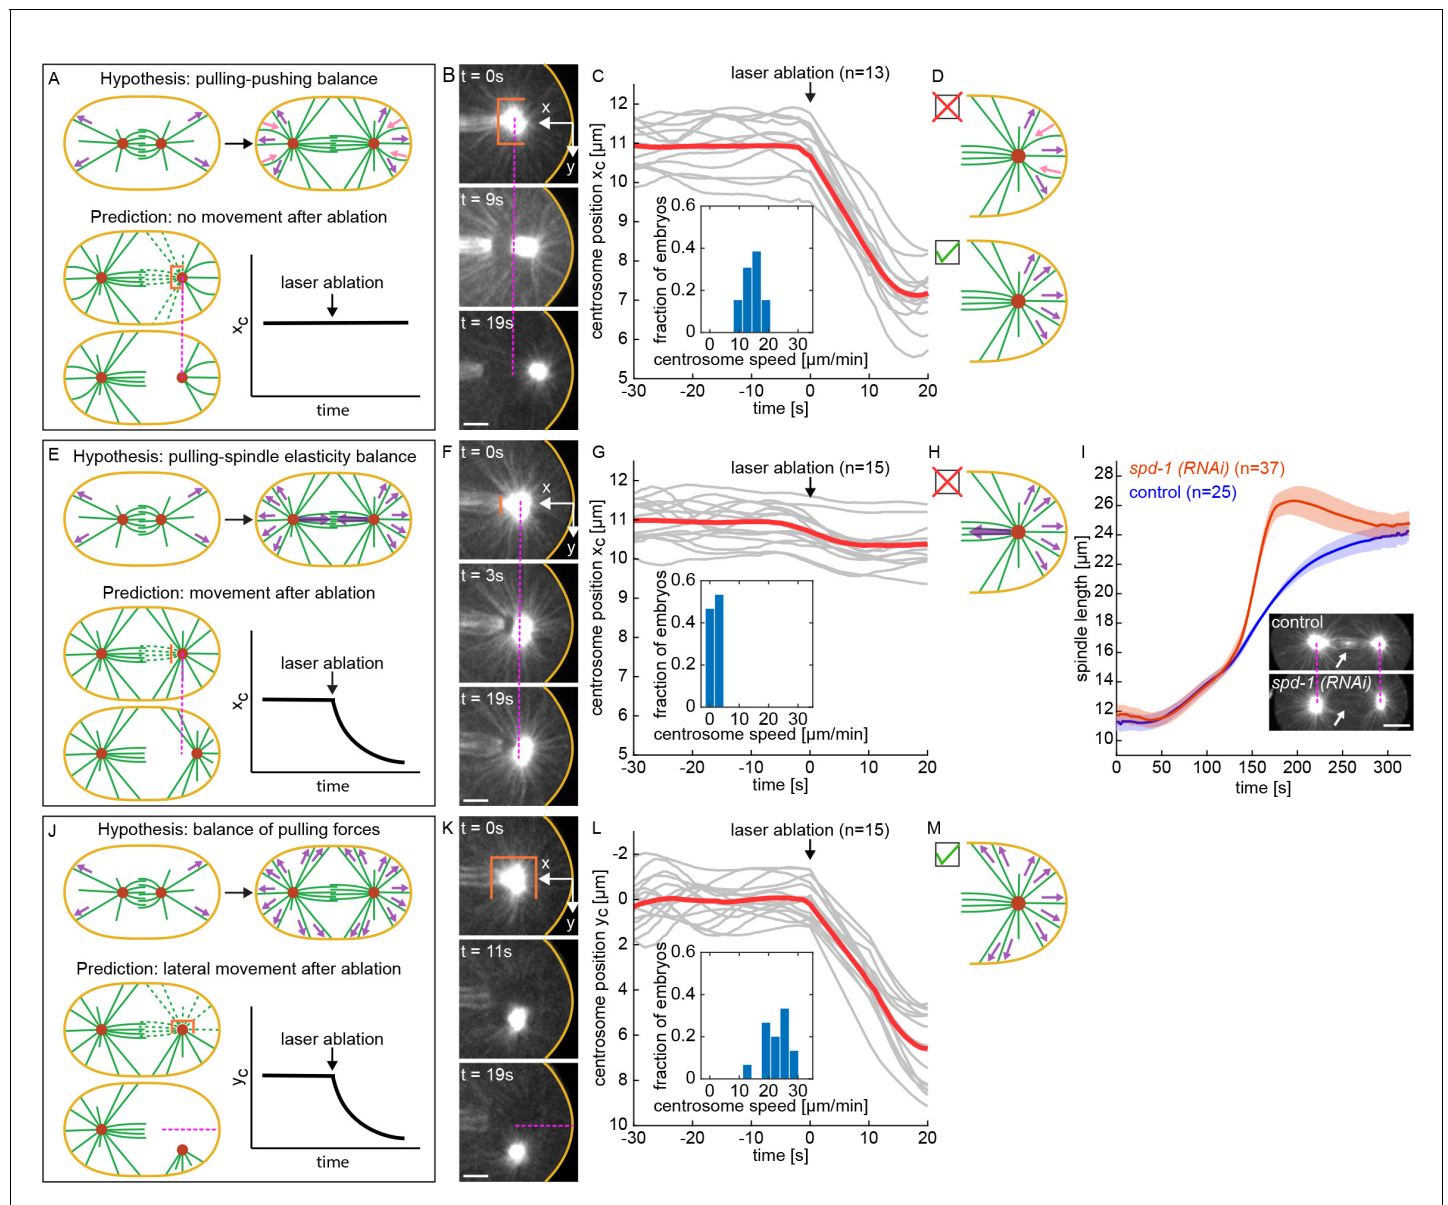 A
Hypothesis: pulling-pushing balance
Prediction: no movement after ablation
laser ablation
xc
time
B
t = 0s
x
y
t = 9s
t = 19s
C
laser ablation (n=13)
centrosome position xc [µm]
12
11
10
9
8
7
6
5
-30
-20
-10
0
10
20
time [s]
fraction of embryos
0.6
0.4
0.2
0
0 10 20 30
centrosome speed [µm/min]
D
E
Hypothesis: pulling-spindle elasticity balance
Prediction: movement after ablation
laser ablation
xc
time
F
t = 0s
x
y
t = 3s
t = 19s
G
laser ablation (n=15)
centrosome position xc [µm]
12
11
10
9
8
7
6
5
-30
-20
-10
0
10
20
time [s]
fraction of embryos
0.6
0.4
0.2
0
0 10 20 30
centrosome speed [µm/min]
H
I
spd-1 (RNAi) (n=37)
control (n=25)
spindle length [µm]
28
26
24
22
20
18
16
14
12
10
0 50 100 150 200 250 300
time [s]
control
spd-1 (RNAi)
J
Hypothesis: balance of pulling forces
Prediction: lateral movement after ablation
laser ablation
yc
time
K
t = 0s
x
y
t = 11s
t = 19s
L
laser ablation (n=15)
centrosome position yc [µm]
-2
0
2
4
6
8
10
-30
-20
-10
0
10
20
time [s]
fraction of embryos
0.6
0.4
0.2
0
0 10 20 30
centrosome speed [µm/min]
M